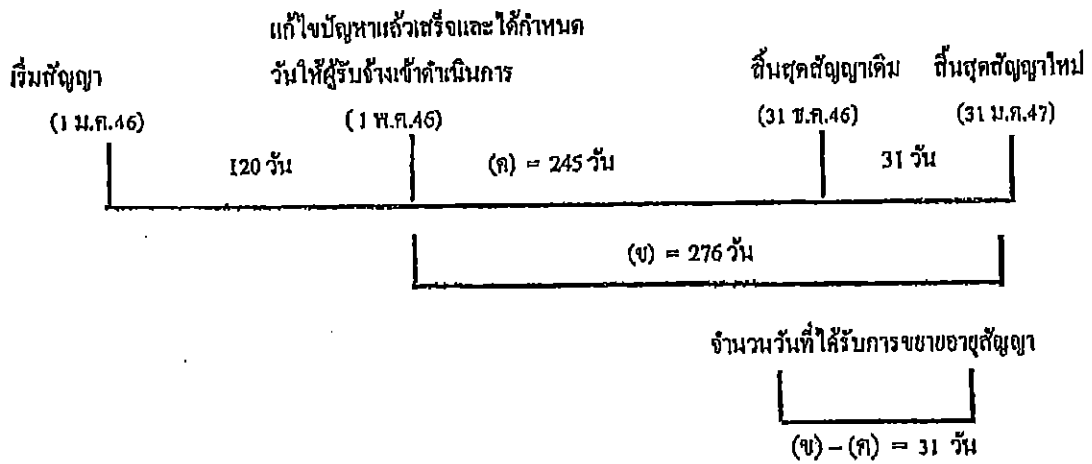 แก้ไขปัญหาแล้วเสร็จและได้กำหนด
เริ่มสัญญา วันให้ผู้รับจ้างเข้าดำเนินการ สิ้นสุดสัญญาเดิม สิ้นสุดสัญญาใหม่
(1 ม.ค.46) (1 พ.ค.46) (31 ธ.ค.46) (31 ม.ค.47)
120 วัน (ค) = 245 วัน 31 วัน
(ข) = 276 วัน
จำนวนวันที่ได้รับการขยายอายุสัญญา
(ข) – (ค) = 31 วัน